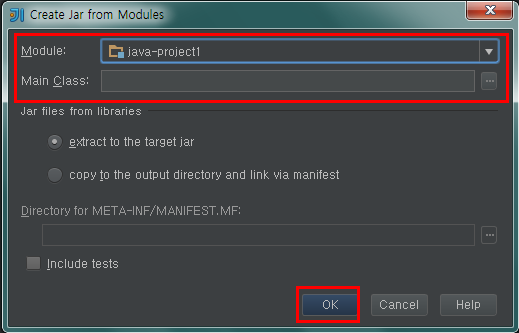 Create Jar from Modules
Module:
java-project1
Main Class:
...
Jar files from libraries
extract to the target jar
copy to the output directory and link via manifest
Directory for META-INF/MANIFEST.MF:
...
Include tests
OK Cancel Help